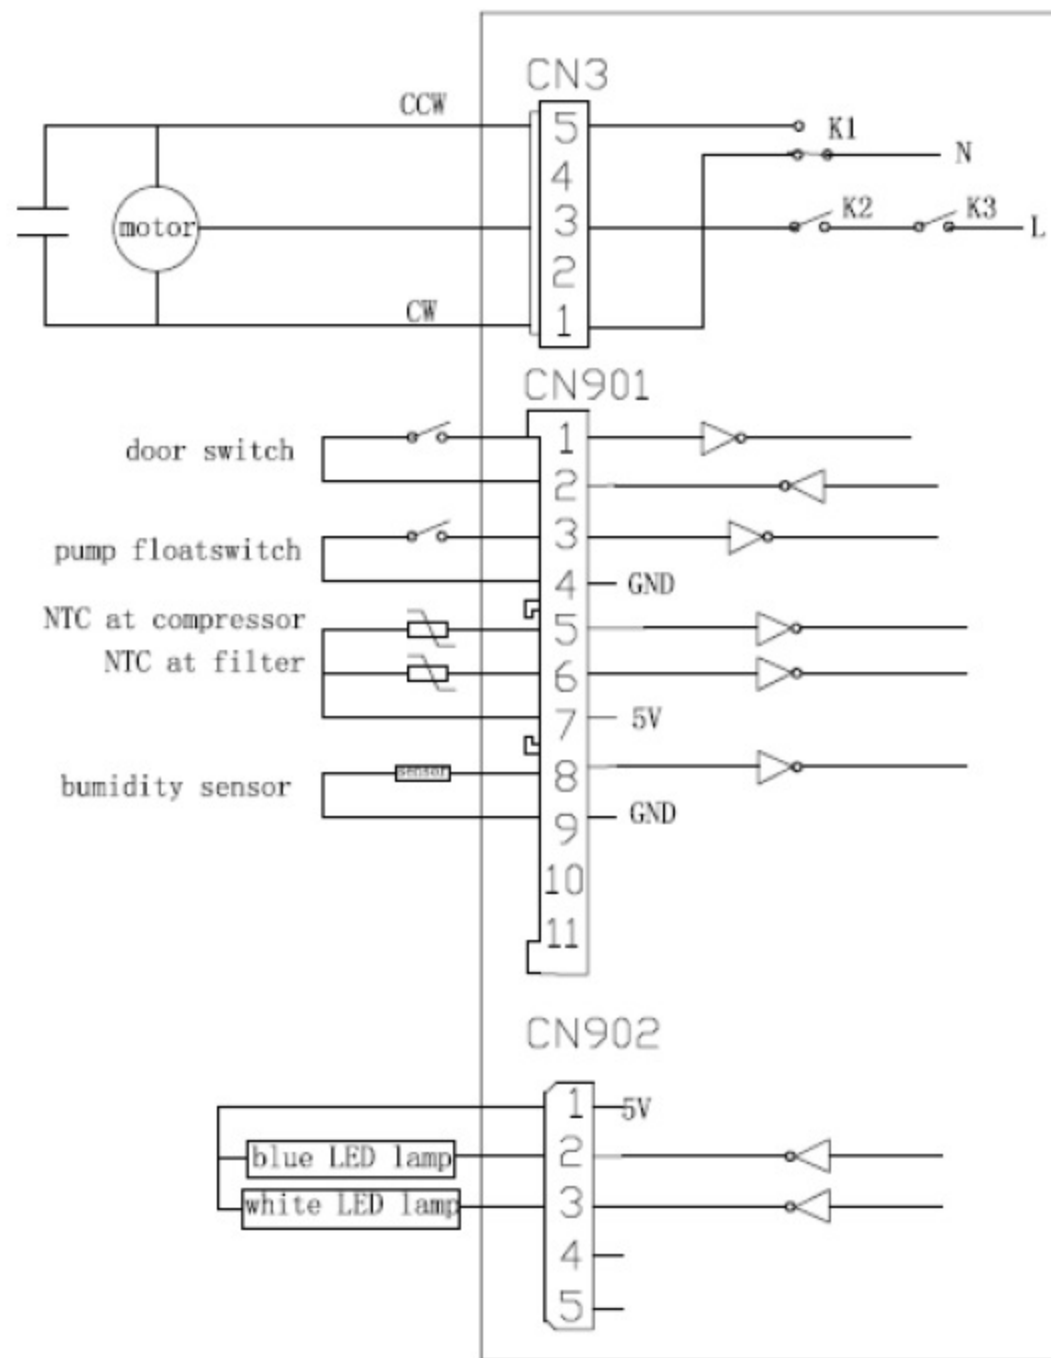 CN3
CCW
5
K1
N
4
motor
3
K2
K3
L
2
CW
1
CN901
door switch
1
2
pump floatswitch
3
4
GND
NTC at compressor
5
NTC at filter
6
7
5V
sensor
8
bumidity sensor
9
GND
10
11
CN902
1
5V
blue LED lamp
2
white LED lamp
3
4
5